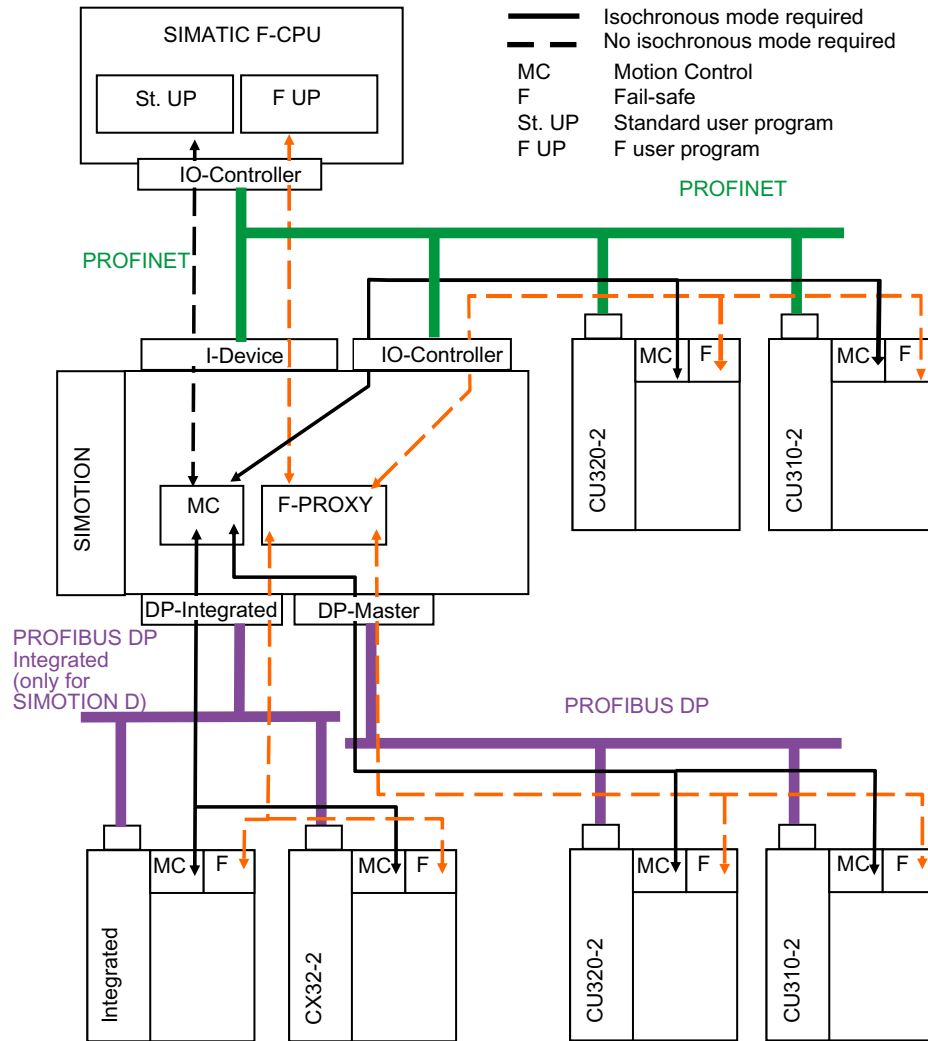 SIMATIC F-CPU
St. UP
F UP
IO-Controller
Isochronous mode required
No isochronous mode required
MC Motion Control
F Fail-safe
St. UP Standard user program
F UP F user program
PROFINET
PROFINET
I-Device
IO-Controller
SIMOTION
MC
F-PROXY
DP-Integrated
DP-Master
MC
F
CU320-2
MC
F
CU310-2
PROFIBUS DP
Integrated
(only for
SIMOTION D)
PROFIBUS DP
MC
F
Integrated
MC
F
CX32-2
MC
F
CU320-2
MC
F
CU310-2